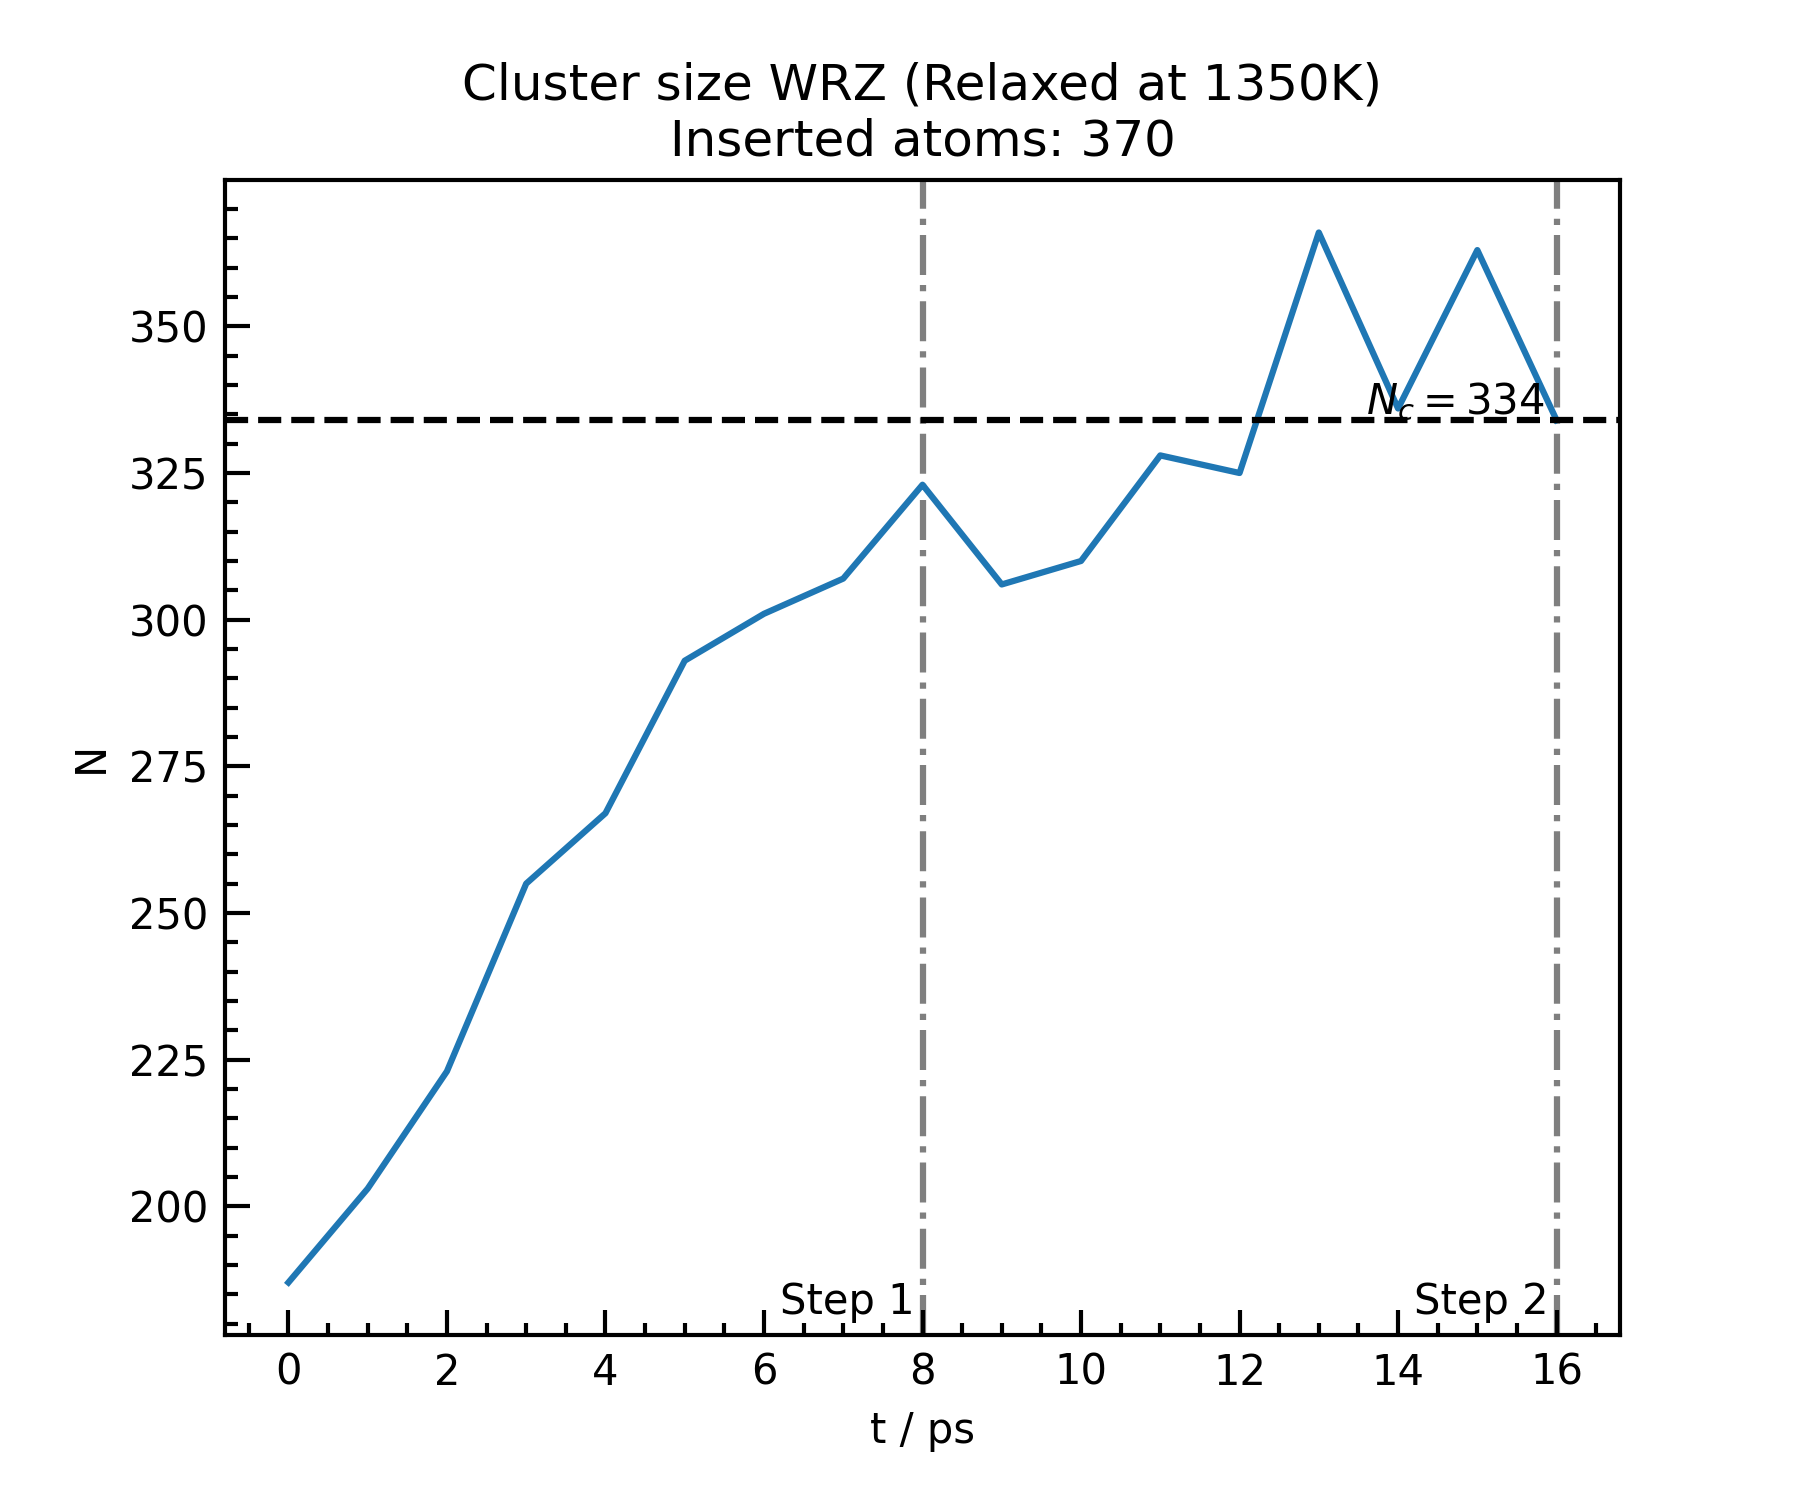 Cluster size WRZ (Relaxed at 1350K)
Inserted atoms: 370
350
325
300
275
250
225
200
N
N_c = 334
Step 1
Step 2
0 2 4 6 8 10 12 14 16
t / ps